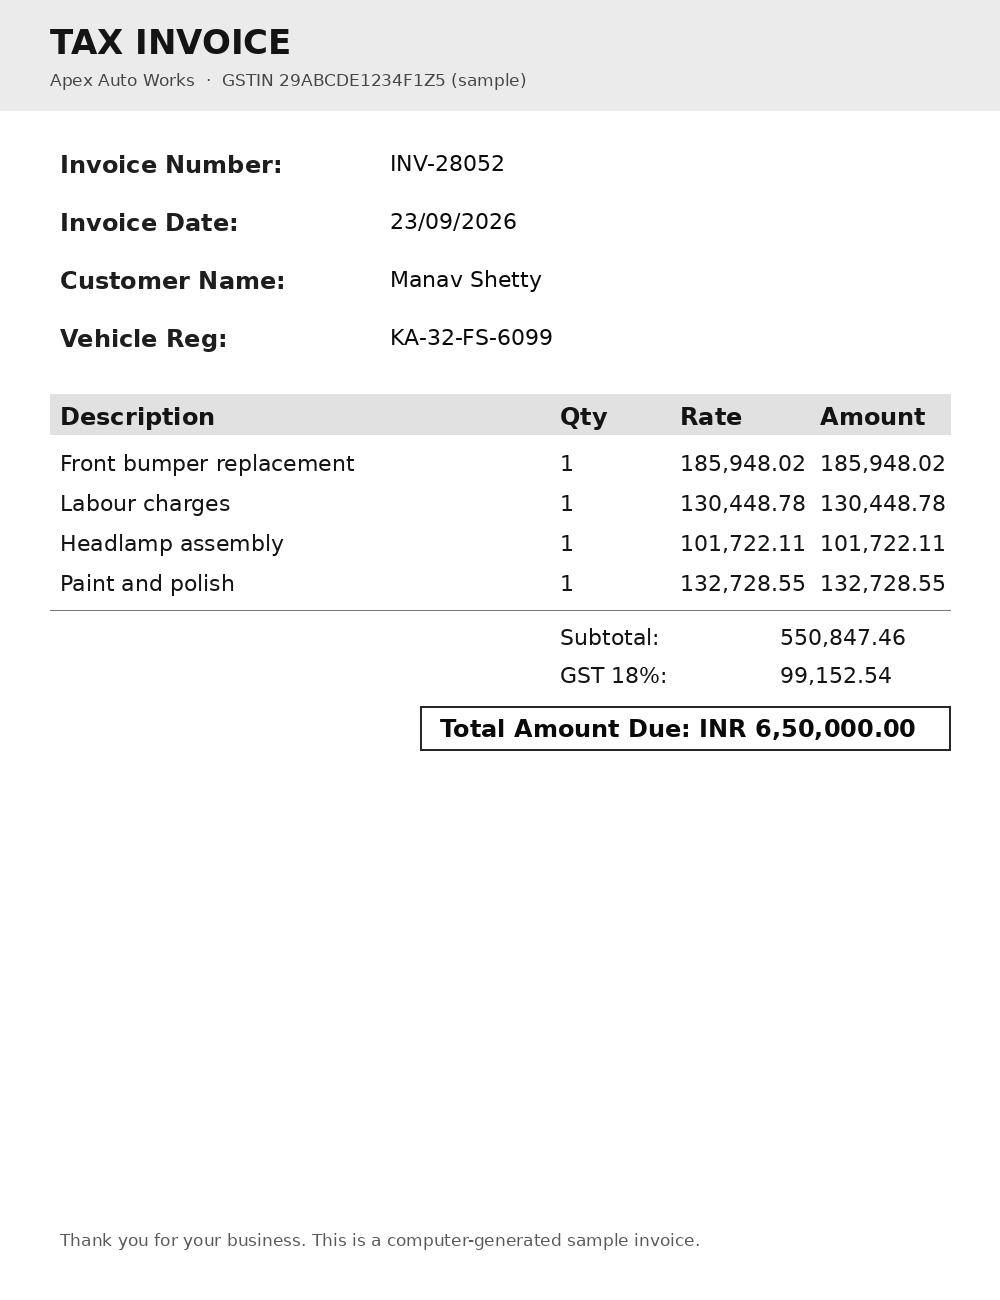 TAX INVOICE
Apex Auto Works · GSTIN 29ABCDE1234F1Z5 (sample)
Invoice Number: INV-28052
Invoice Date: 23/09/2026
Customer Name: Manav Shetty
Vehicle Reg: KA-32-FS-6099
Description Qty Rate Amount
Front bumper replacement 1 185,948.02 185,948.02
Labour charges 1 130,448.78 130,448.78
Headlamp assembly 1 101,722.11 101,722.11
Paint and polish 1 132,728.55 132,728.55
Subtotal: 550,847.46
GST 18%: 99,152.54
Total Amount Due: INR 6,50,000.00
Thank you for your business. This is a computer-generated sample invoice.